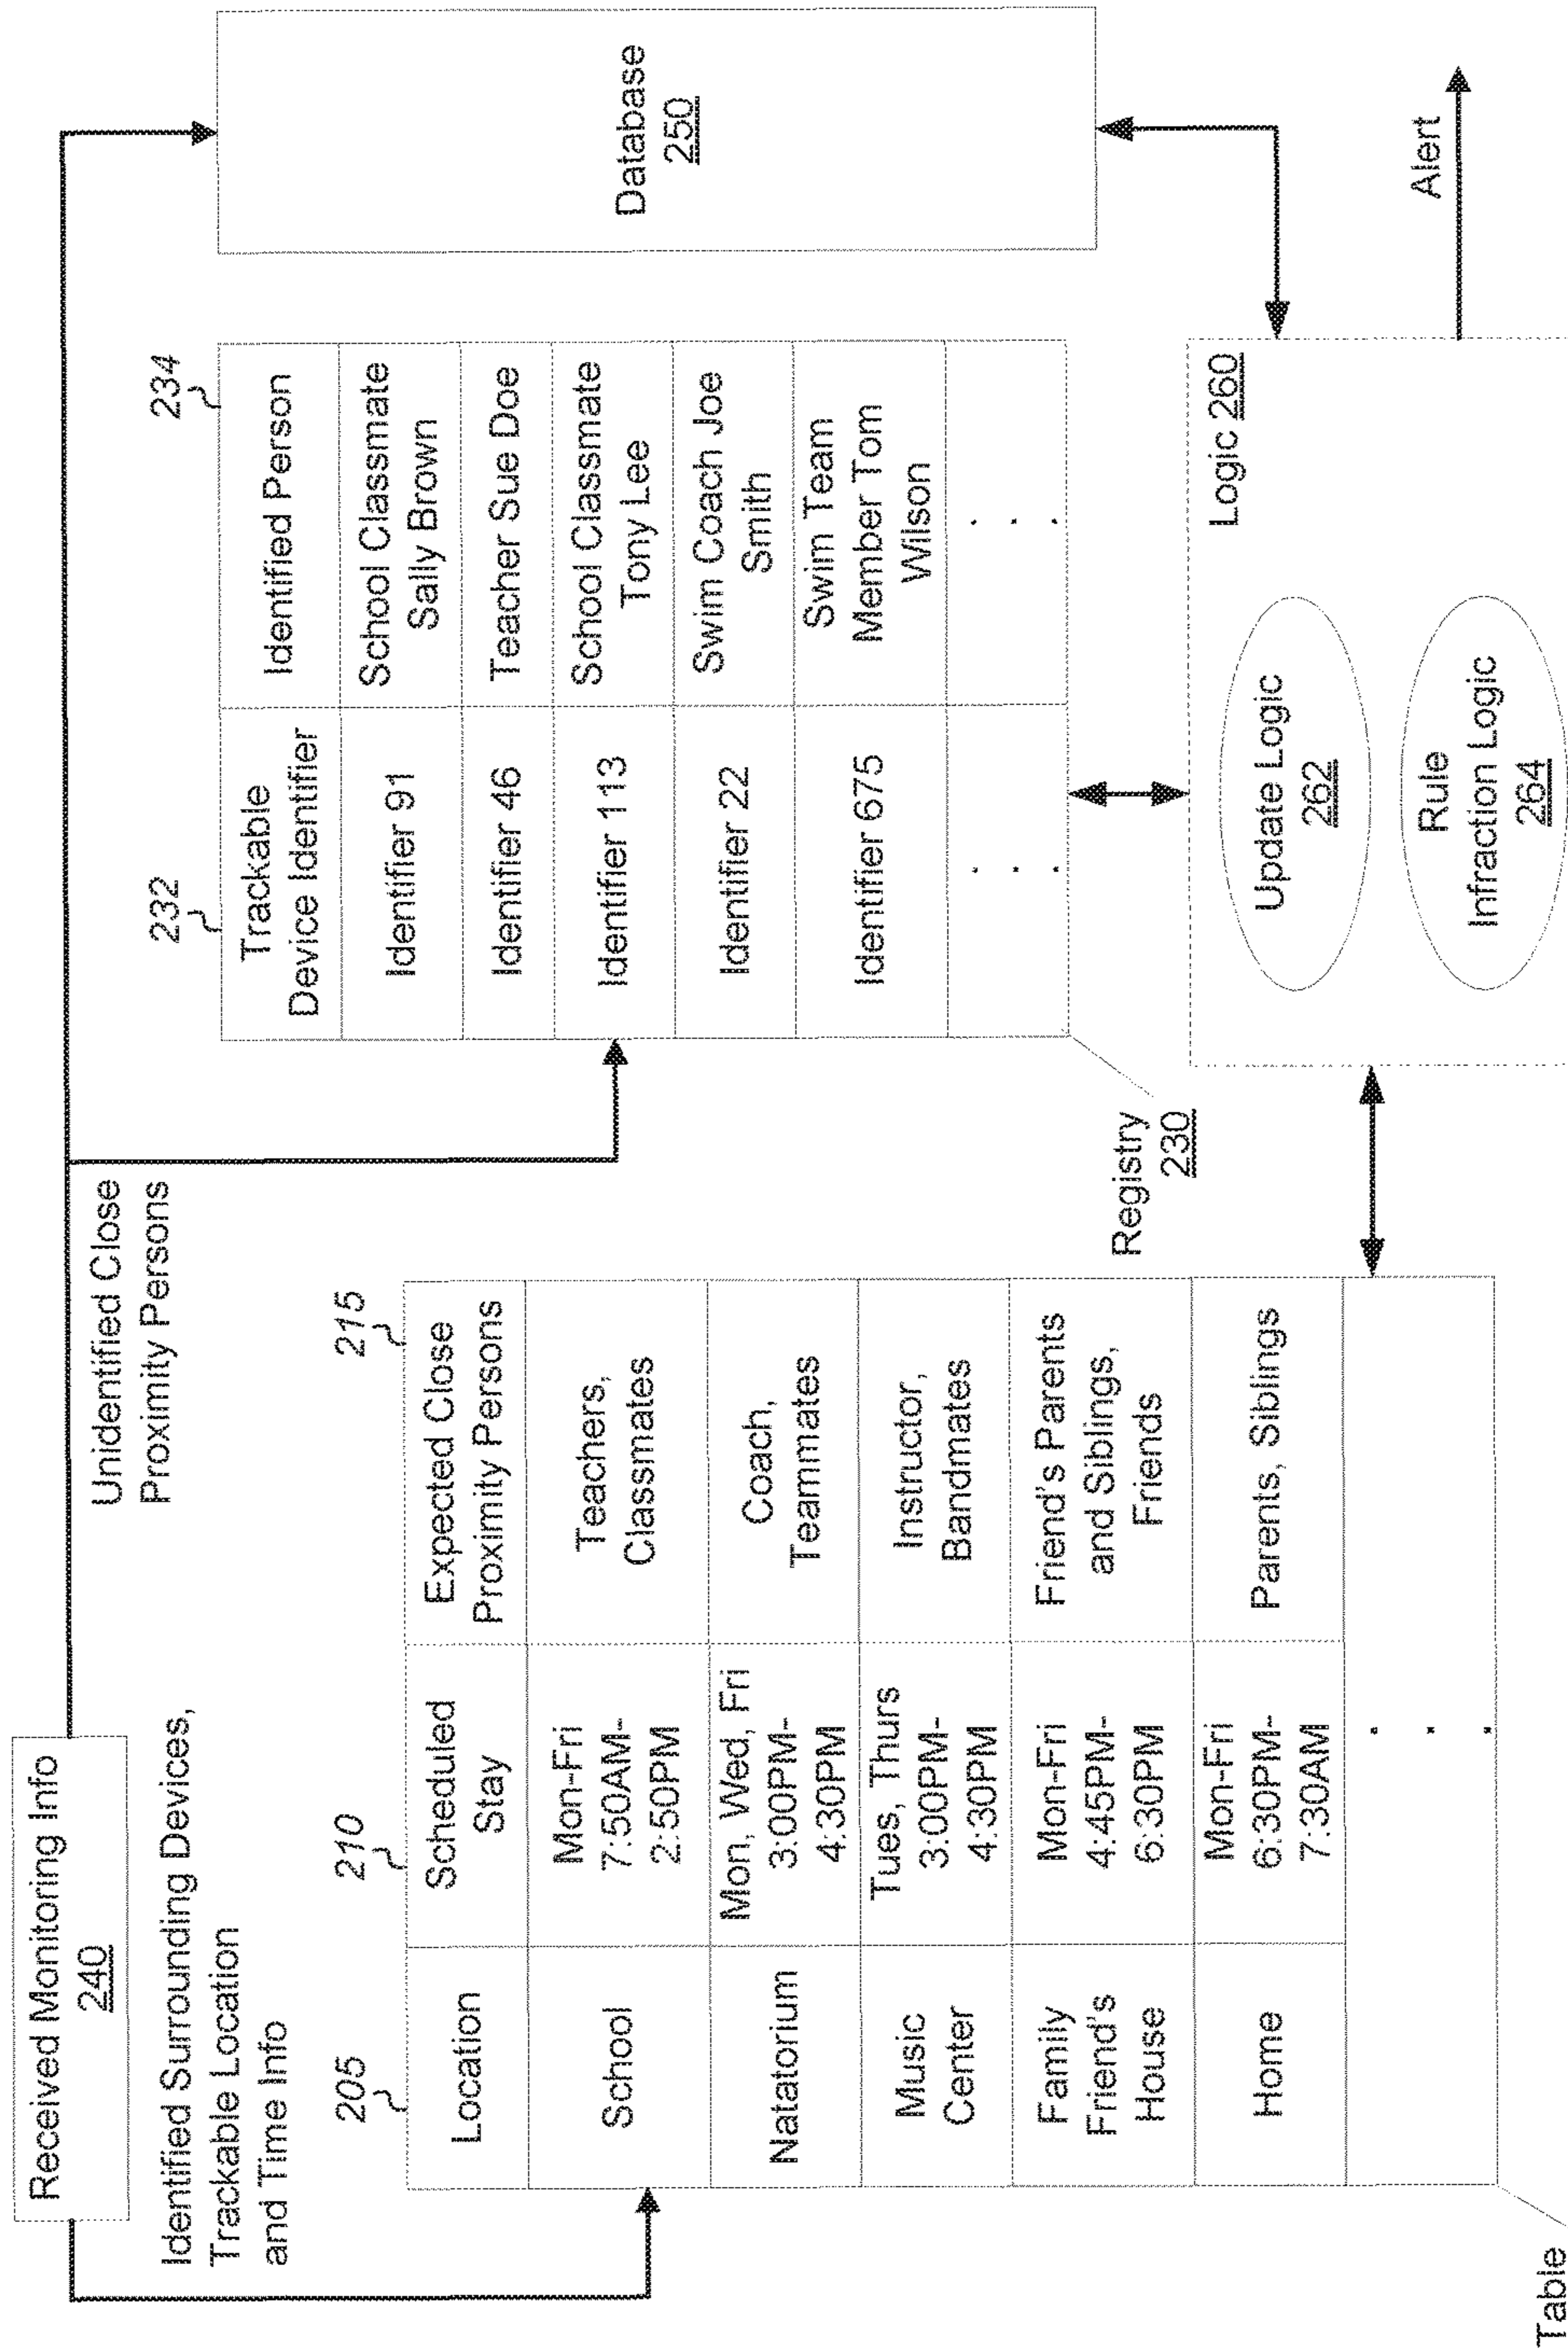 Received Monitoring Info
240
Identified Surrounding Devices,
Trackable Location
and Time Info
Unidentified Close
Proximity Persons
205
210
215
Location
Scheduled
Stay
Expected Close
Proximity Persons
School
Mon-Fri
7:50AM-
2:50PM
Teachers,
Classmates
Natatorium
Mon, Wed, Fri
3:00PM-
4:30PM
Coach,
Teammates
Music
Center
Tues, Thurs
3:00PM-
4:30PM
Instructor,
Bandmates
Family
Friend's
House
Mon-Fri
4:45PM-
6:30PM
Friend's Parents
and Siblings,
Friends
Home
Mon-Fri
6:30PM-
7:30AM
Parents, Siblings
. . .
Table
232
234
Trackable
Device Identifier
Identified Person
Identifier 91
School Classmate
Sally Brown
Identifier 46
Teacher Sue Doe
Identifier 113
School Classmate
Tony Lee
Identifier 22
Swim Coach Joe
Smith
Identifier 675
Swim Team
Member Tom
Wilson
. . .
. . .
Registry
230
Database
250
Logic 260
Update Logic
262
Rule
Infraction Logic
264
Alert